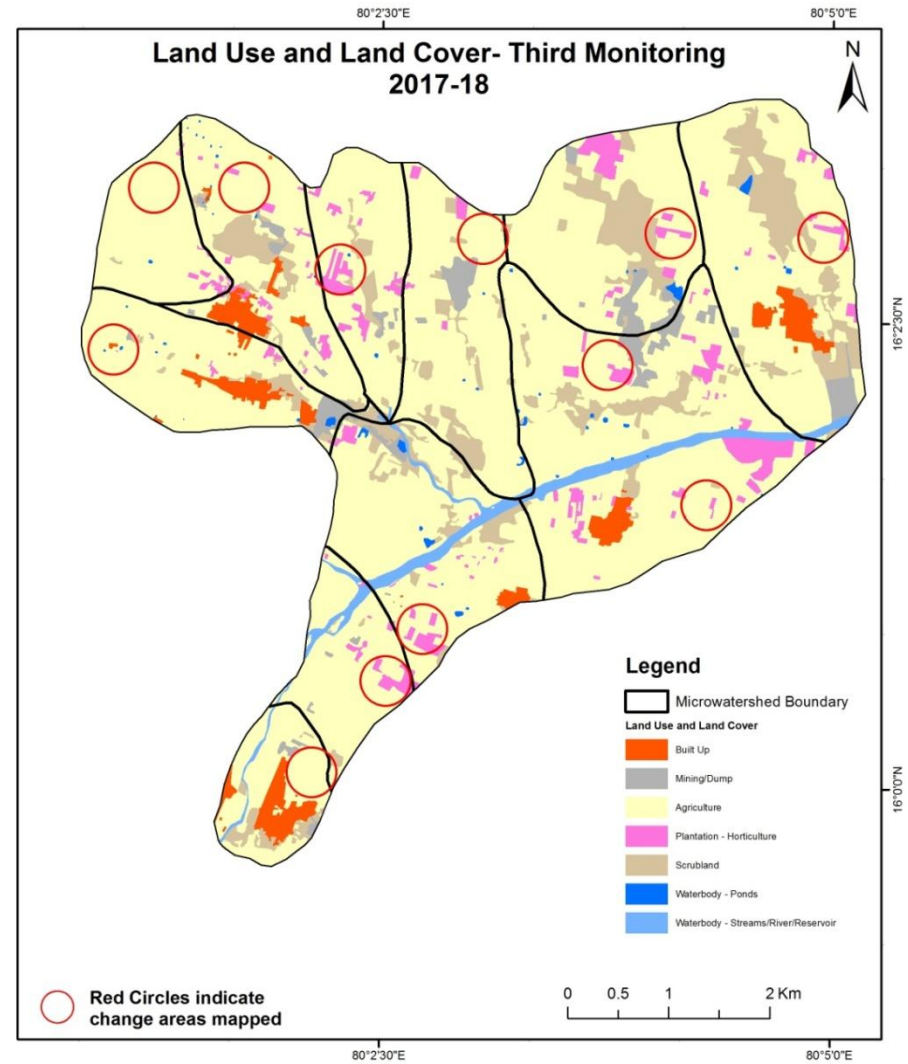 80°2'30"E
80°5'0"E
Land Use and Land Cover- Third Monitoring
2017-18
N
16°2'30"N
Legend
Microwatershed Boundary
Land Use and Land Cover
Built Up
Mining/Dump
Agriculture
Plantation - Horticulture
Scrubland
Waterbody - Ponds
Waterbody - Streams/River/Reservoir
16°0'0"N
Red Circles indicate
change areas mapped
0 0.5 1 2 Km
80°2'30"E
80°5'0"E